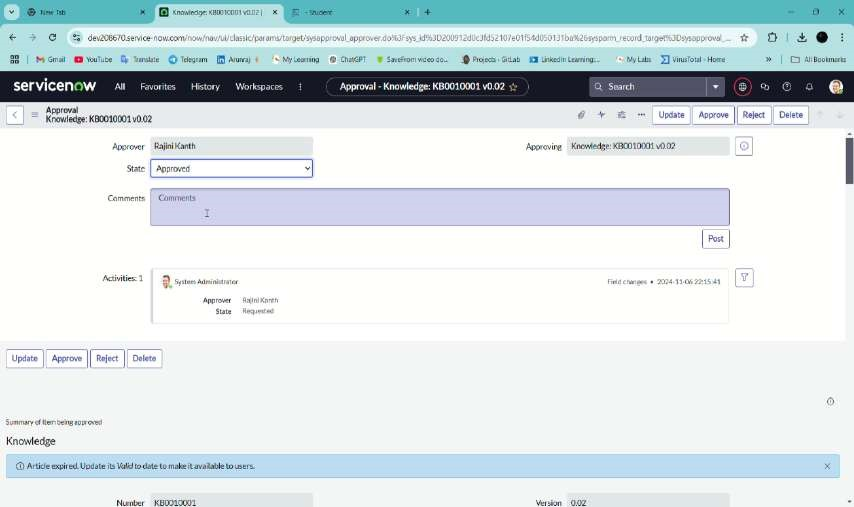 New Tab
Knowledge: KB0010001 v0.02 |
- Student
dev208670.service-now.com/now/nav/ui/classic/params/target/sysapproval_approver.do%3Fsys_id%3D200912d0c3fd52107e01f54d050131ba%26sysparm_record_target%3Dsysapproval_...
Gmail
YouTube
Translate
Telegram
Arunraj
My Learning
ChatGPT
SaveFrom video do...
Projects · GitLab
LinkedIn Learning:...
My Labs
VirusTotal - Home
»
All Bookmarks
servicenow
All
Favorites
History
Workspaces
Approval - Knowledge: KB0010001 v0.02
Search
Approval
Knowledge: KB0010001 v0.02
Update
Approve
Reject
Delete
Approver
Rajini Kanth
Approving
Knowledge: KB0010001 v0.02
State
Approved
Comments
Comments
Post
Activities: 1
System Administrator
Field changes • 2024-11-06 22:15:41
Approver Rajini Kanth
State Requested
Update
Approve
Reject
Delete
Summary of Item being approved
Knowledge
Article expired. Update its Valid to date to make it available to users.
Number KB0010001
Version 0.02